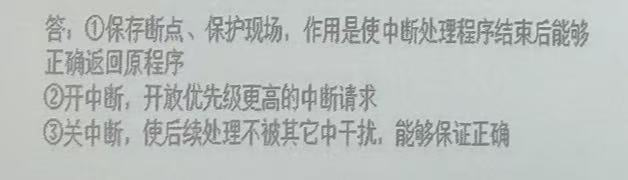 答：①保存断点、保护现场，作用是使中断处理程序结束后能够
正确返回原程序
②开中断，开放优先级更高的中断请求
③关中断，使后续处理不被其它中干扰，能够保证正确